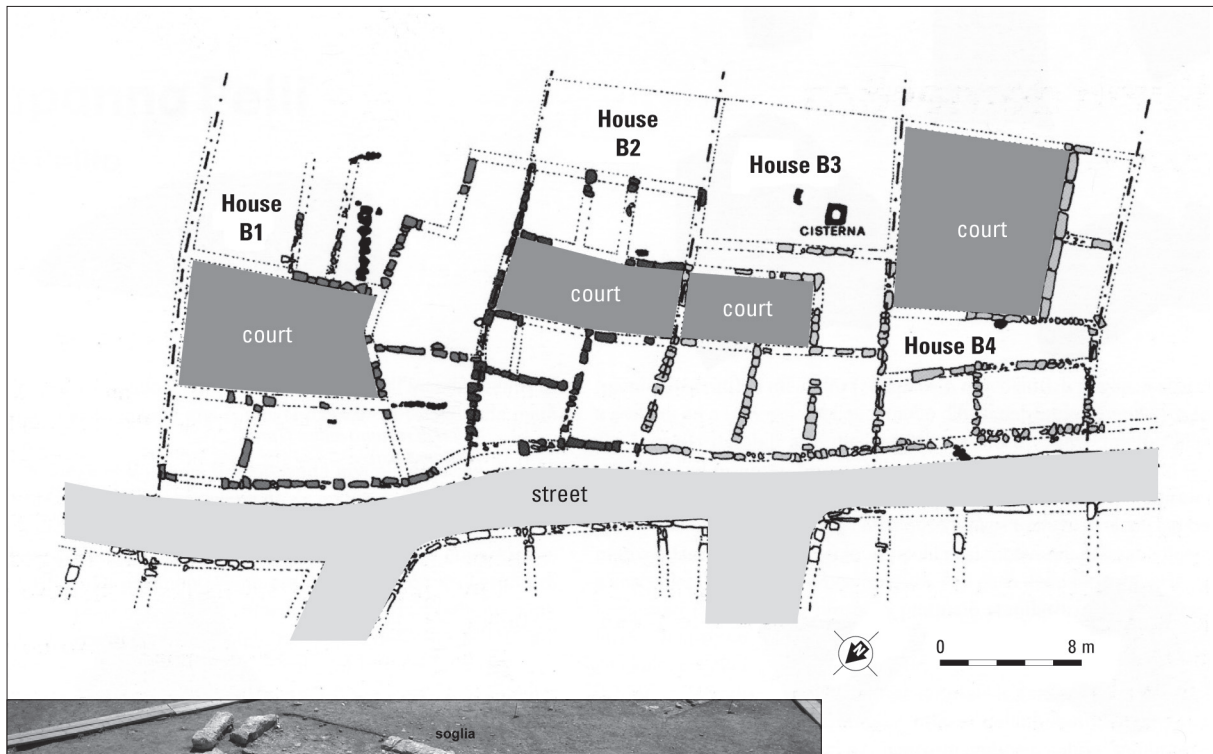 House
B1
House
B2
House B3
CISTERNA
court
court
court
court
House B4
street
N
0 8 m
soglia